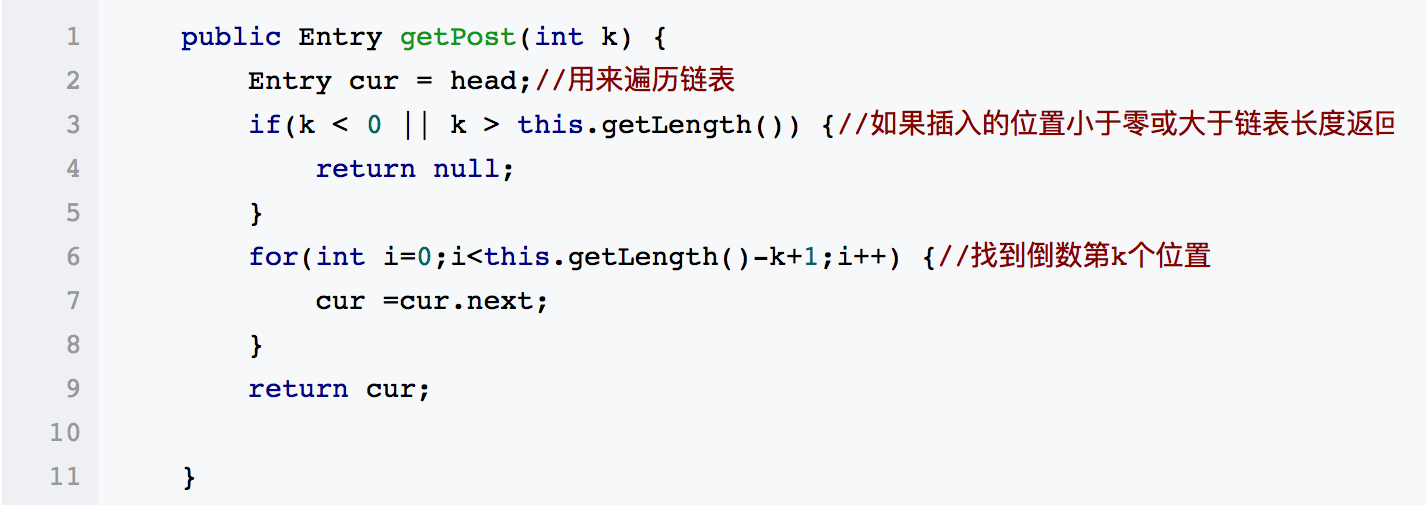 1 public Entry getPost(int k) {
2 Entry cur = head;//用来遍历链表
3 if(k < 0 || k > this.getLength()) {//如果插入的位置小于零或大于链表长度返回
4 return null;
5 }
6 for(int i=0;i<this.getLength()-k+1;i++) {//找到倒数第k个位置
7 cur =cur.next;
8 }
9 return cur;
10
11 }